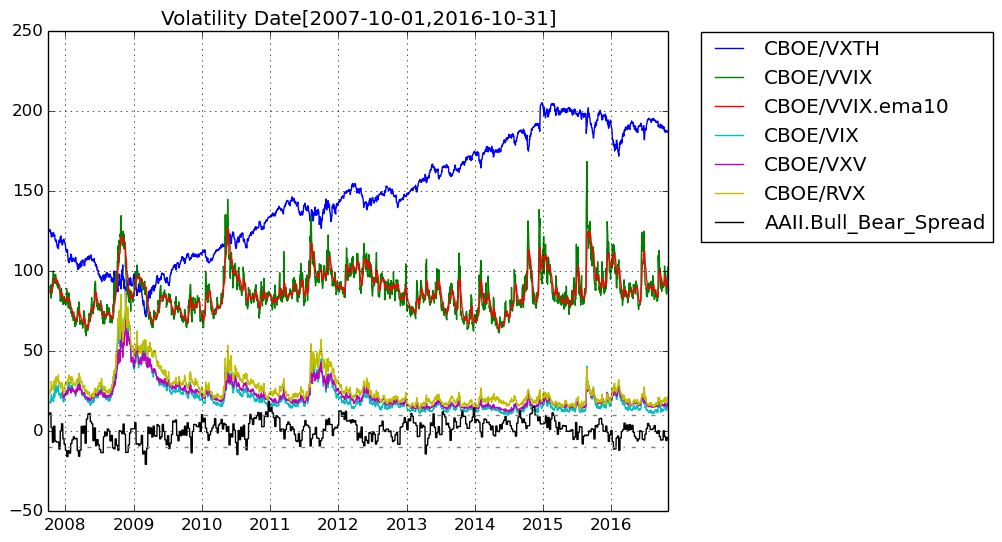 Volatility Date[2007-10-01,2016-10-31]
250
200
150
100
50
0
−50
2008 2009 2010 2011 2012 2013 2014 2015 2016
CBOE/VXTH
CBOE/VVIX
CBOE/VVIX.ema10
CBOE/VIX
CBOE/VXV
CBOE/RVX
AAII.Bull_Bear_Spread